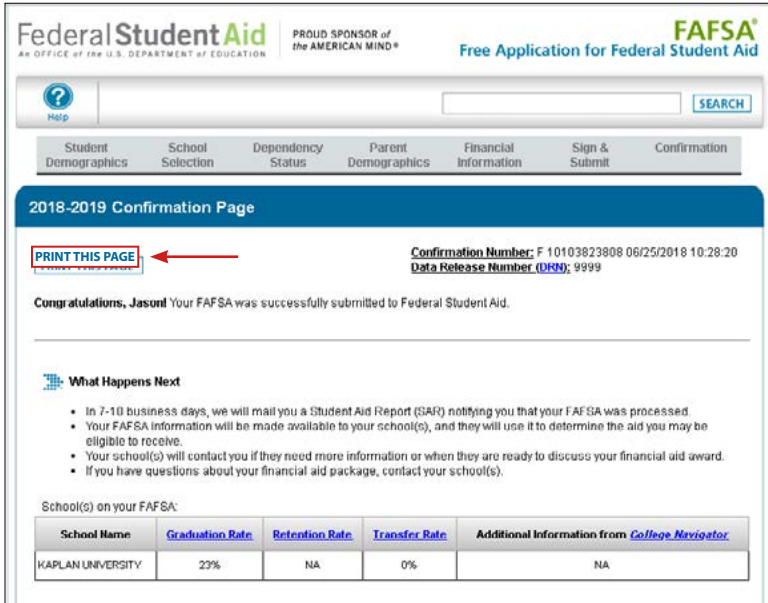 Federal Student Aid
An OFFICE of the U.S. DEPARTMENT of EDUCATION
PROUD SPONSOR of
the AMERICAN MIND®
FAFSA®
Free Application for Federal Student Aid
Help
SEARCH
Student Demographics
School Selection
Dependency Status
Parent Demographics
Financial Information
Sign & Submit
Confirmation
2018-2019 Confirmation Page
PRINT THIS PAGE
PRINT THIS PAGE
Confirmation Number: F 10103823808 06/25/2018 10:28:20
Data Release Number (DRN): 9999
Congratulations, Jason! Your FAFSA was successfully submitted to Federal Student Aid.
What Happens Next
• In 7-10 business days, we will mail you a Student Aid Report (SAR) notifying you that your FAFSA was processed.
• Your FAFSA information will be made available to your school(s), and they will use it to determine the aid you may be
eligible to receive.
• Your school(s) will contact you if they need more information or when they are ready to discuss your financial aid award.
• If you have questions about your financial aid package, contact your school(s).
School(s) on your FAFSA:
School Name Graduation Rate Retention Rate Transfer Rate Additional Information from College Navigator
KAPLAN UNIVERSITY 23% NA 0% NA